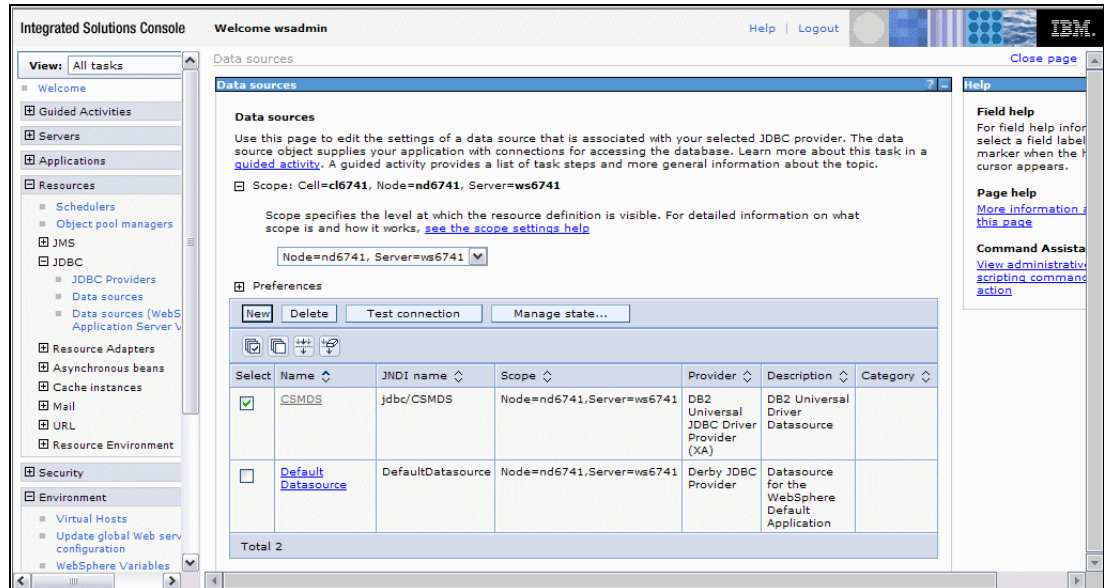 Integrated Solutions Console
Welcome wsadmin
Help | Logout
IBM.
View: All tasks
Welcome
Guided Activities
Servers
Applications
Resources
Schedulers
Object pool managers
JMS
JDBC
JDBC Providers
Data sources
Data sources (WebS
Application Server V
Resource Adapters
Asynchronous beans
Cache instances
Mail
URL
Resource Environment
Security
Environment
Virtual Hosts
Update global Web serv
configuration
WebSphere Variables
Data sources
Close page
Data sources
? -
Data sources
Use this page to edit the settings of a data source that is associated with your selected JDBC provider. The data
source object supplies your application with connections for accessing the database. Learn more about this task in a
guided activity. A guided activity provides a list of task steps and more general information about the topic.
Scope: Cell=cl6741, Node=nd6741, Server=ws6741
Scope specifies the level at which the resource definition is visible. For detailed information on what
scope is and how it works, see the scope settings help
Node=nd6741, Server=ws6741
Preferences
New Delete Test connection Manage state...
Select Name JNDI name Scope Provider Description Category
CSMDS jdbc/CSMDS Node=nd6741,Server=ws6741 DB2 DB2 Universal
Universal Driver
JDBC Driver Datasource
Provider
(XA)
Default DefaultDatasource Node=nd6741,Server=ws6741 Derby JDBC Datasource
Datasource Provider for the
WebSphere
Default
Application
Total 2
Help
Field help
For field help infor
select a field label
marker when the h
cursor appears.
Page help
More information a
this page
Command Assista
View administrative
scripting command
action